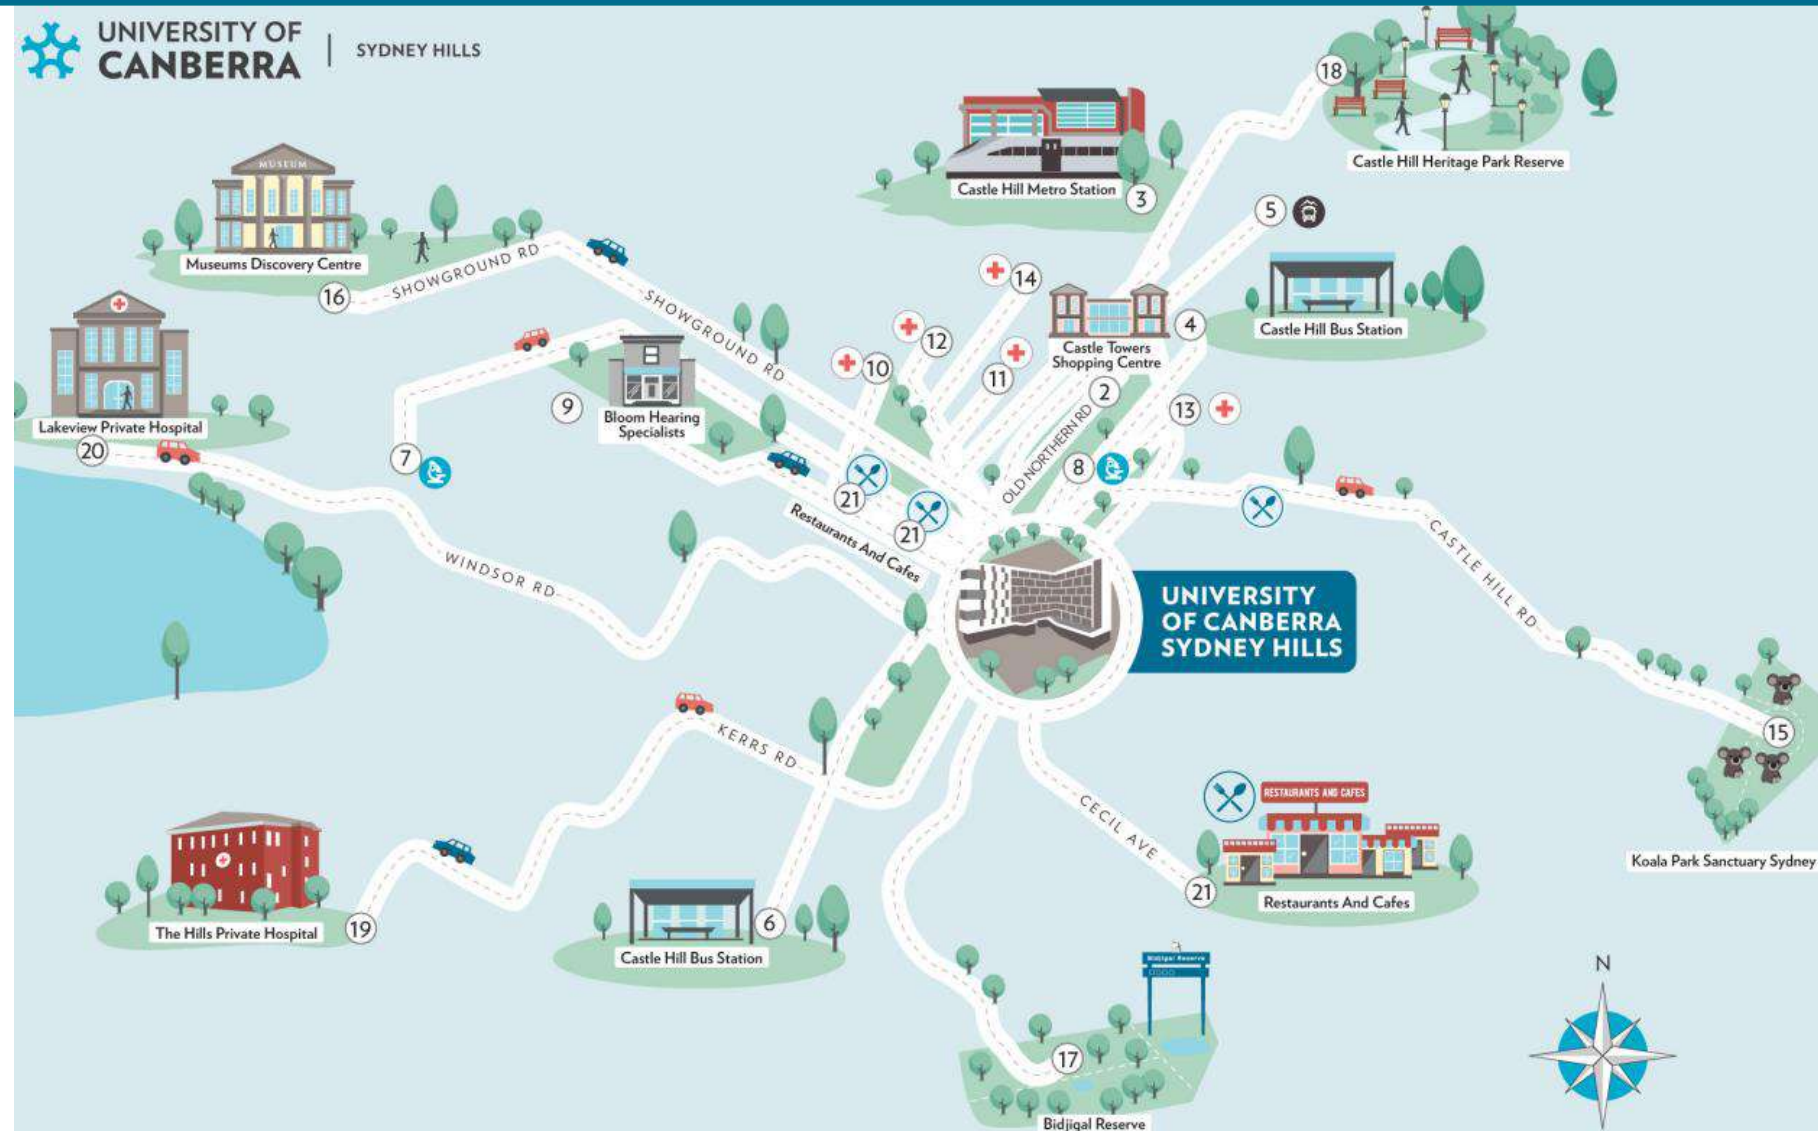 UNIVERSITY OF
CANBERRA
SYDNEY HILLS
18
Castle Hill Heritage Park Reserve
Castle Hill Metro Station
3
5
MUSEUM
Museums Discovery Centre
16
SHOWGROUND RD
SHOWGROUND RD
14
12
10
11
Castle Towers
Shopping Centre
4
Castle Hill Bus Station
2
13
OLD NORTHERN RD
8
Lakeview Private Hospital
20
9
Bloom Hearing
Specialists
7
21
21
Restaurants And Cafes
WINDSOR RD
CASTLE HILL RD
UNIVERSITY
OF CANBERRA
SYDNEY HILLS
15
Koala Park Sanctuary Sydney
KERRS RD
CECIL AVE
RESTAURANTS AND CAFES
21
Restaurants And Cafes
The Hills Private Hospital
19
6
Castle Hill Bus Station
Bidjigal Reserve
17
Bidjigal Reserve
N